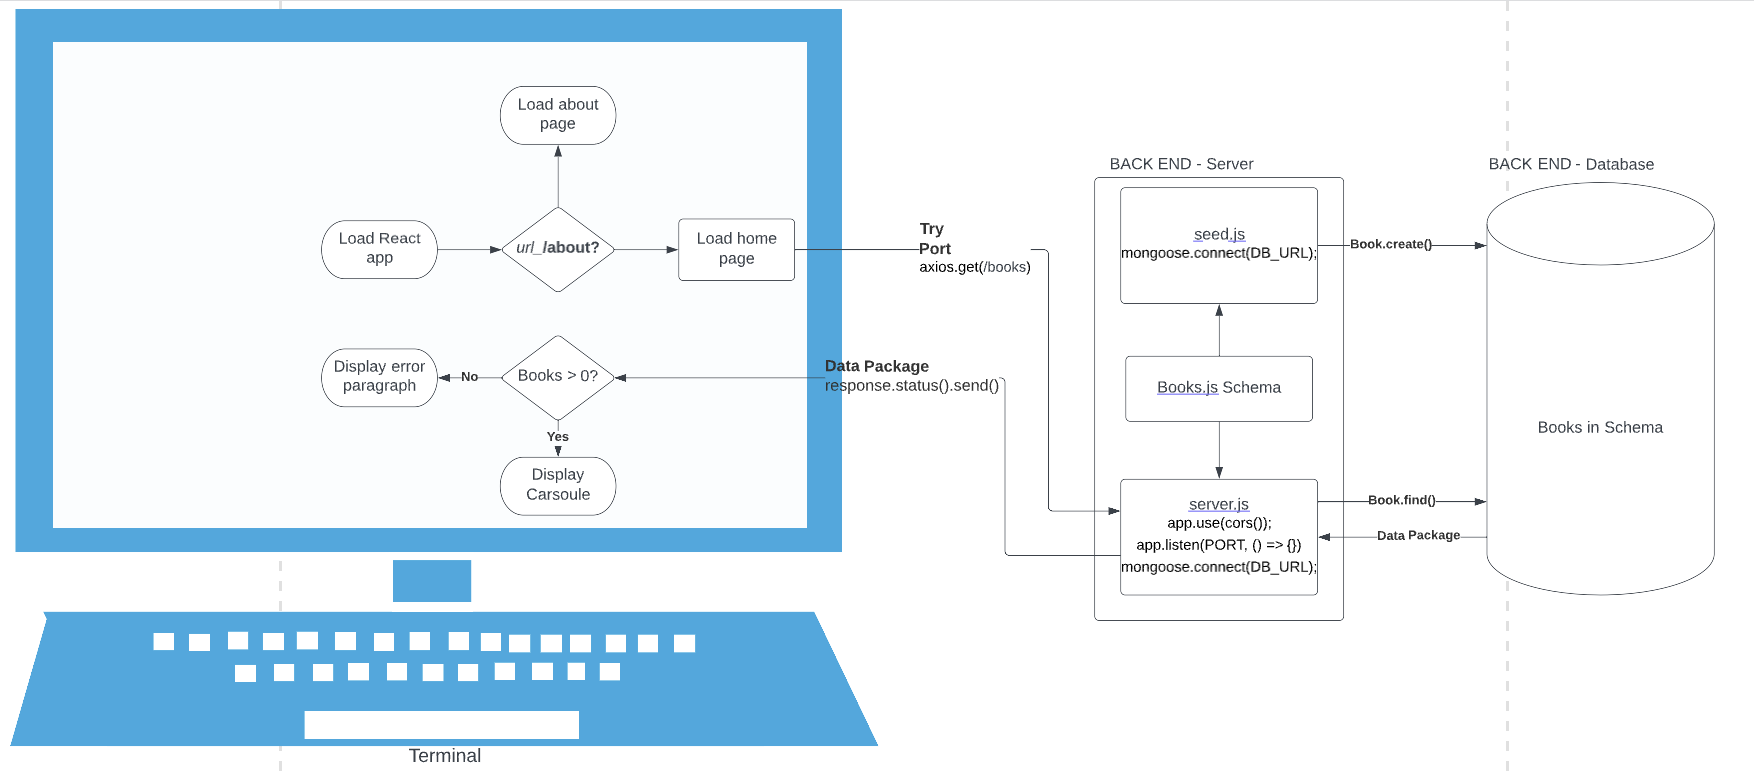 Load about
page
Load React
app
url_/about?
Load home
page
Try
Port
axios.get(/books)
Display error
paragraph
No
Books > 0?
Yes
Display
Carsoule
Data Package
response.status().send()
BACK END - Server
seed.js
mongoose.connect(DB_URL);
Books.js Schema
server.js
app.use(cors());
app.listen(PORT, () => {})
mongoose.connect(DB_URL);
Book.create()
Book.find()
Data Package
BACK END - Database
Books in Schema
Terminal